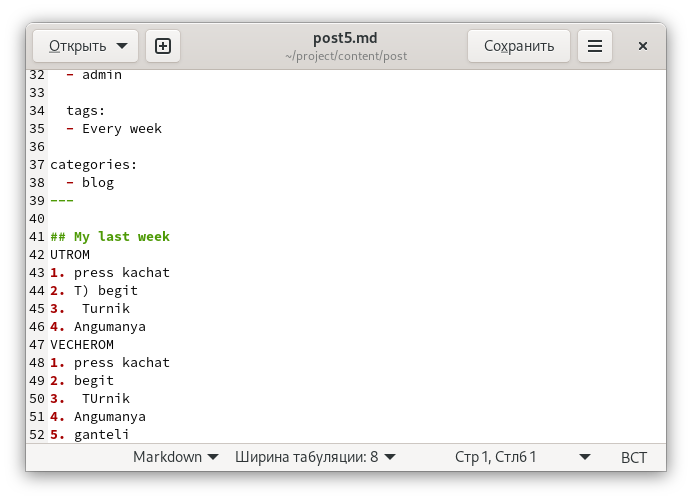 Открыть
post5.md
~/project/content/post
Сохранить
32 - admin
33
34 tags:
35 - Every week
36
37 categories:
38 - blog
39 ---
40
41 ## My last week
42 UTROM
43 1. press kachat
44 2. T) begit
45 3.  Turnik
46 4. Angumanya
47 VECHEROM
48 1. press kachat
49 2. begit
50 3.  TUrnik
51 4. Angumanya
52 5. ganteli
Markdown Ширина табуляции: 8 Стр 1, Стлб 1 ВСТ